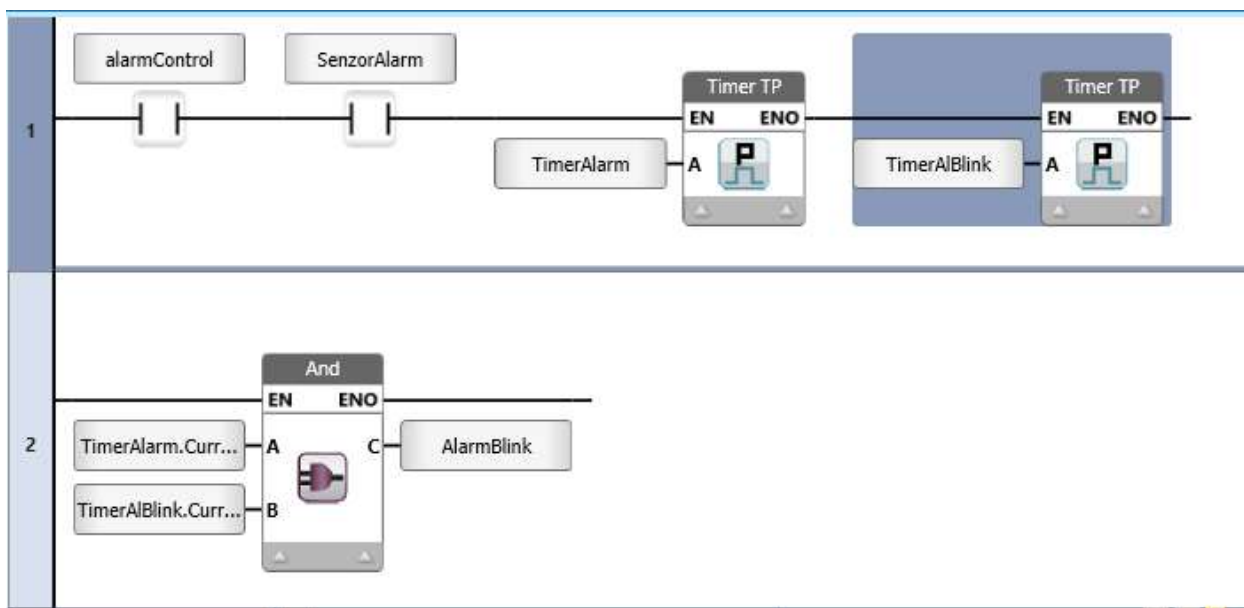 alarmControl
SenzorAlarm
Timer TP
EN ENO
TimerAlarm
A
P
Timer TP
EN ENO
TimerAlBlink
A
P
1
And
EN ENO
TimerAlarm.Curr...
A
C
AlarmBlink
TimerAlBlink.Curr...
B
2